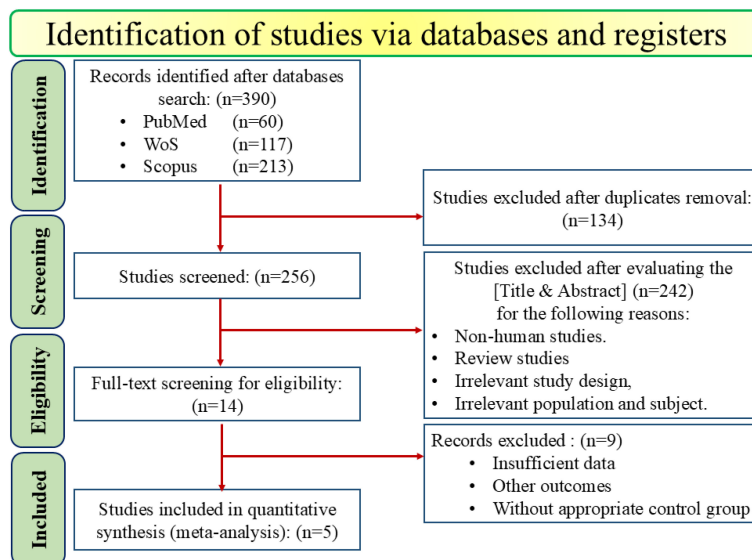 Identification of studies via databases and registers
Identification
Records identified after databases
search: (n=390)
• PubMed (n=60)
• WoS (n=117)
• Scopus (n=213)
Studies excluded after duplicates removal:
(n=134)
Screening
Studies screened: (n=256)
Studies excluded after evaluating the
[Title & Abstract] (n=242)
for the following reasons:
• Non-human studies.
• Review studies
• Irrelevant study design,
• Irrelevant population and subject.
Eligibility
Full-text screening for eligibility:
(n=14)
Records excluded : (n=9)
• Insufficient data
• Other outcomes
• Without appropriate control group
Included
Studies included in quantitative
synthesis (meta-analysis): (n=5)